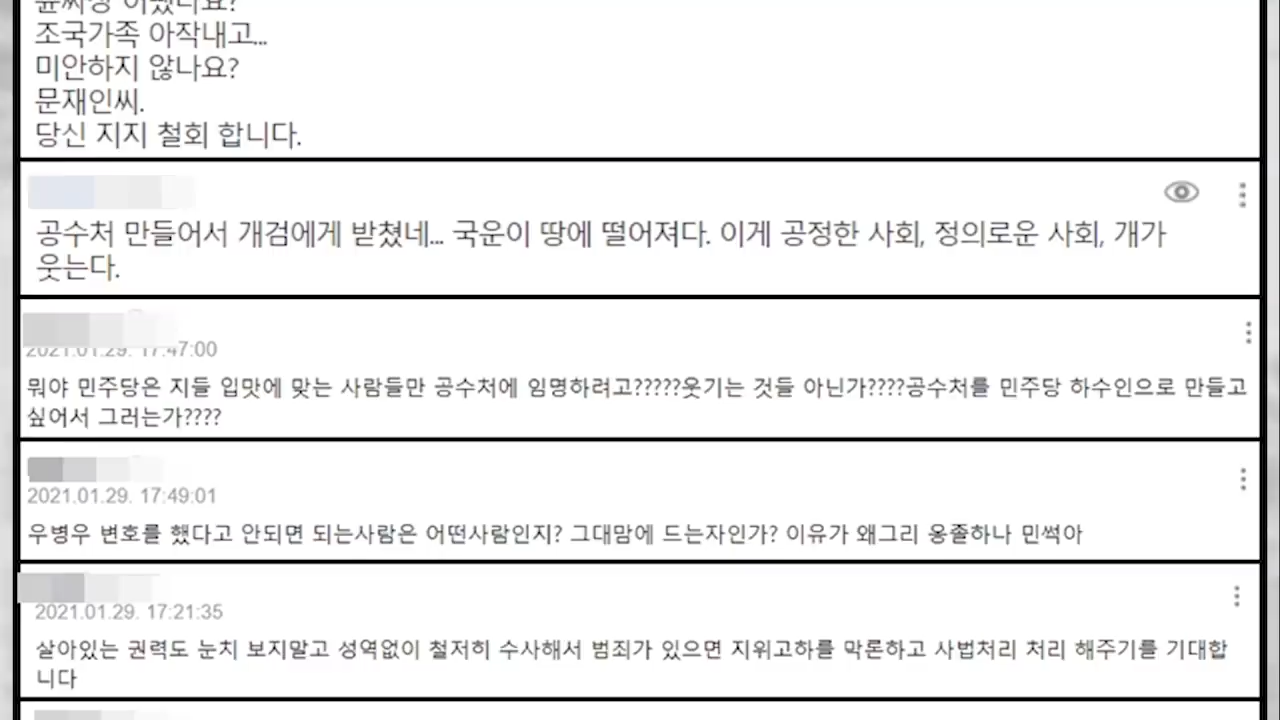 조국가족 아작내고...
미안하지 않나요?
문재인씨.
당신 지지 철회 합니다.
공수처 만들어서 개검에게 받쳤네... 국운이 땅에 떨어져다. 이게 공정한 사회, 정의로운 사회, 개가
웃는다.
2021.01.29. 17:47:00
뭐야 민주당은 지들 입맛에 맞는 사람들만 공수처에 임명하려고?????웃기는 것들 아닌가????공수처를 민주당 하수인으로 만들고
싶어서 그러는가????
2021.01.29. 17:49:01
우병우 변호를 했다고 안되면 되는사람은 어떤사람인지? 그대맘에 드는자인가? 이유가 왜그리 옹졸하나 민썩아
2021.01.29. 17:21:35
살아있는 권력도 눈치 보지말고 성역없이 철저히 수사해서 범죄가 있으면 지위고하를 막론하고 사법처리 처리 해주기를 기대합
니다